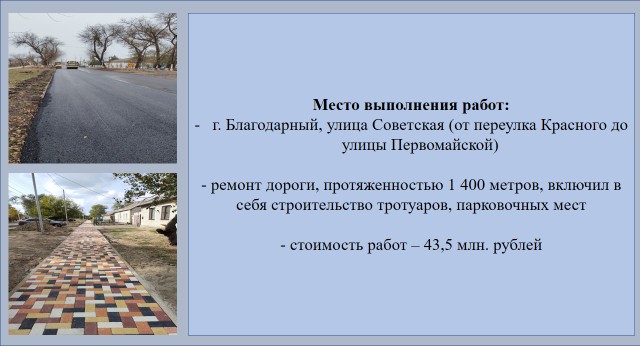 Место выполнения работ:
- г. Благодарный, улица Советская (от переулка Красного до
улицы Первомайской)
- ремонт дороги, протяженностью 1 400 метров, включил в
себя строительство тротуаров, парковочных мест
- стоимость работ – 43,5 млн. рублей